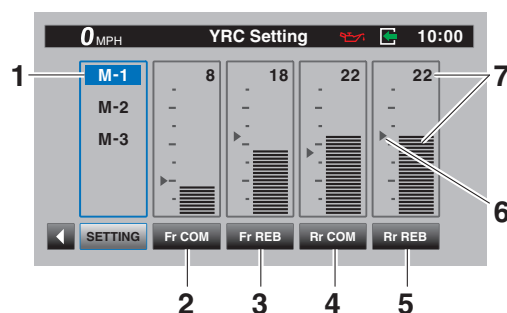 0 MPH YRC Setting 10:00
1 M-1 8 18 22 22 7
M-2
M-3
6
SETTING Fr COM Fr REB Rr COM Rr REB
2 3 4 5